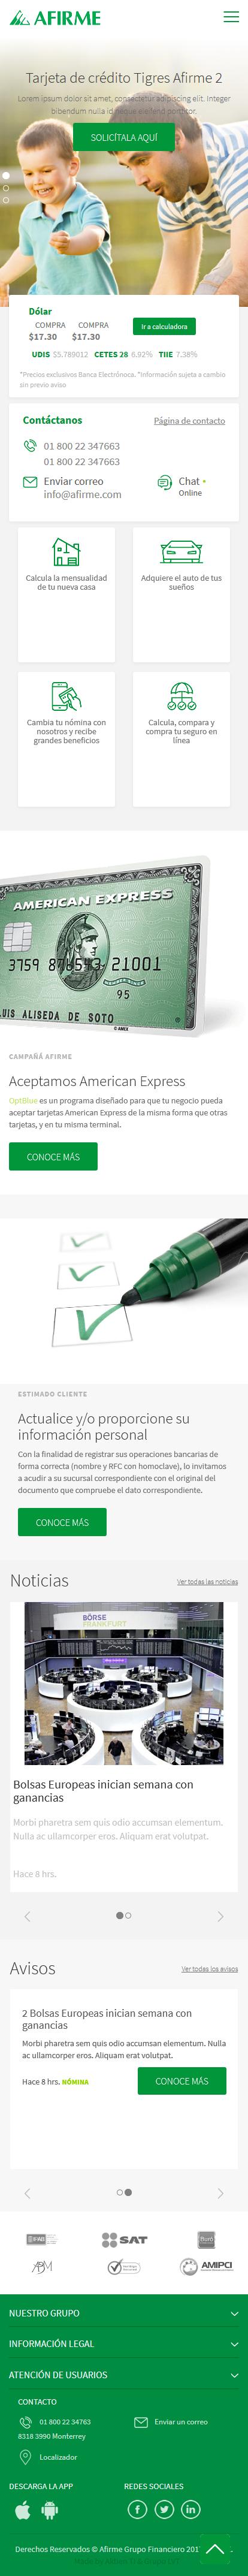 AFIRME
Tarjeta de crédito Tigres Afirme 2
Lorem ipsum dolor sit amet, consectetur adipiscing elit. Integer
bibendum nulla id neque eleifend porttitor.
SOLICÍTALA AQUÍ
Dólar
COMPRA COMPRA
$17.30 $17.30
Ir a calculadora
UDIS $5.789012 CETES 28 6.92% TIIE 7.38%
*Precios exclusivos Banca Electrónoca. *Información sujeta a cambio
sin previo aviso
Contáctanos
Página de contacto
01 800 22 347663
01 800 22 347663
Enviar correo
info@afirme.com
Chat
Online
Calcula la mensualidad
de tu nueva casa
Adquiere el auto de tus
sueños
Cambia tu nómina con
nosotros y recibe
grandes beneficios
Calcula, compara y
compra tu seguro en
línea
AMERICAN EXPRESS
3759 876543 21001
95
LUIS ALISEDA DE SANTOS
© AMEX
CAMPAÑA AFIRME
Aceptamos American Express
OptBlue es un programa diseñado para que tu negocio pueda
aceptar tarjetas American Express de la misma forma que otras
tarjetas, y en tu misma terminal.
CONOCE MÁS
ESTIMADO CLIENTE
Actualice y/o proporcione su
información personal
Con la finalidad de registrar sus operaciones bancarias de
forma correcta (nombre y RFC con homoclave), lo invitamos
a acudir a su sucursal correspondiente con el original del
documento que compruebe el dato correspondiente.
CONOCE MÁS
Noticias
Ver todas las noticias
BÖRSE
FRANKFURT
Bolsas Europeas inician semana con
ganancias
Morbi pharetra sem quis odio accumsan elementum.
Nulla ac ullamcorper eros. Aliquam erat volutpat.
Hace 8 hrs.
Avisos
Ver todas los avisos
2 Bolsas Europeas inician semana con
ganancias
Morbi pharetra sem quis odio accumsan elementum. Nulla
ac ullamcorper eros. Aliquam erat volutpat.
Hace 8 hrs. NÓMINA
CONOCE MÁS
IPAB
SAT
Buró
ABM
AMIPCI
NUESTRO GRUPO
INFORMACIÓN LEGAL
ATENCIÓN DE USUARIOS
CONTACTO
01 800 22 34763
Enviar un correo
8318 3990 Monterrey
Localizador
DESCARGA LA APP
REDES SOCIALES
Derechos Reservados © Afirme Grupo Financiero